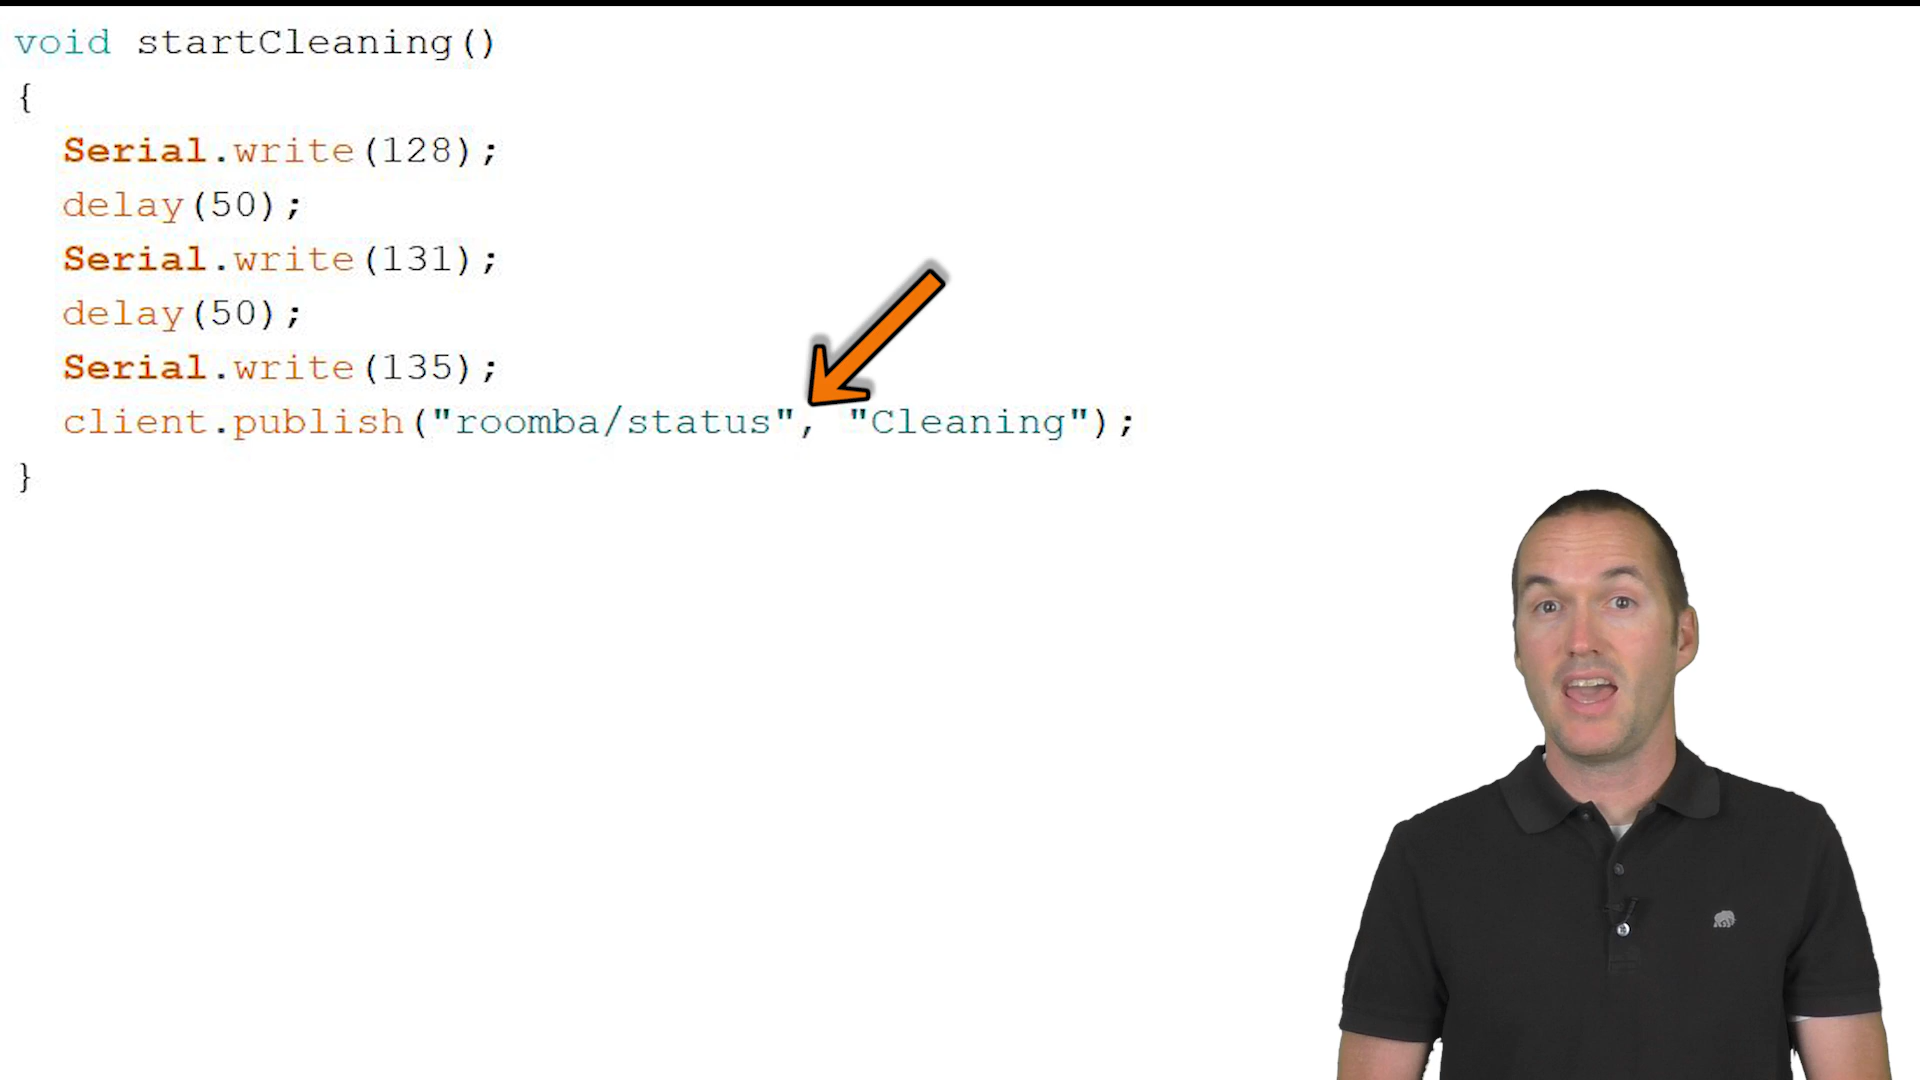 void startCleaning()
{
  Serial.write(128);
  delay(50);
  Serial.write(131);
  delay(50);
  Serial.write(135);
  client.publish("roomba/status", "Cleaning");
}